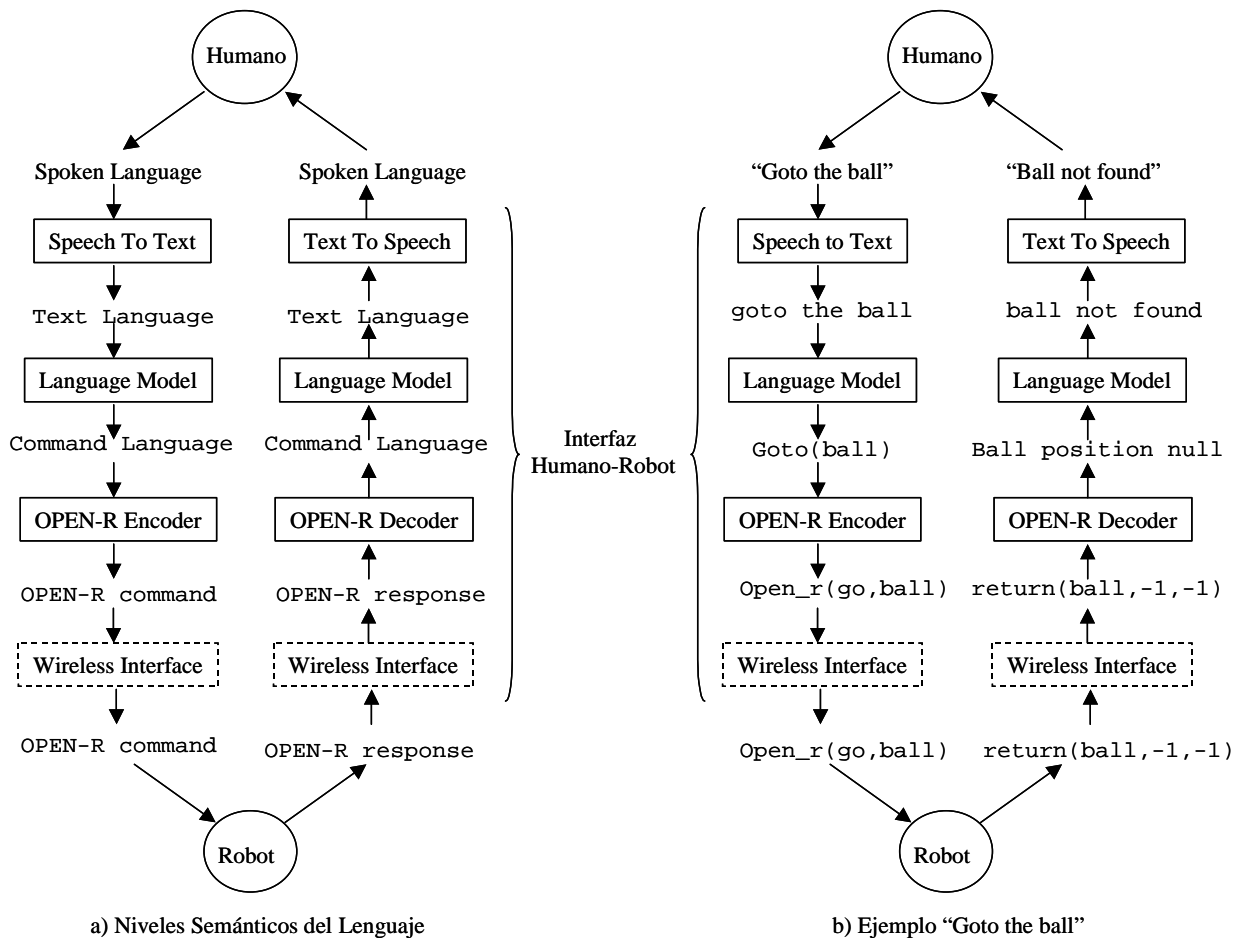 Humano
Spoken Language
Spoken Language
Speech To Text
Text To Speech
Text Language
Text Language
Language Model
Language Model
Command Language
Command Language
OPEN-R Encoder
OPEN-R Decoder
OPEN-R command
OPEN-R response
Wireless Interface
Wireless Interface
OPEN-R command
OPEN-R response
Robot
a) Niveles Semánticos del Lenguaje
Interfaz
Humano-Robot
Humano
“Goto the ball”
“Ball not found”
Speech to Text
Text To Speech
goto the ball
ball not found
Language Model
Language Model
Goto(ball)
Ball position null
OPEN-R Encoder
OPEN-R Decoder
Open_r(go,ball)
return(ball,-1,-1)
Wireless Interface
Wireless Interface
Open_r(go,ball)
return(ball,-1,-1)
Robot
b) Ejemplo “Goto the ball”